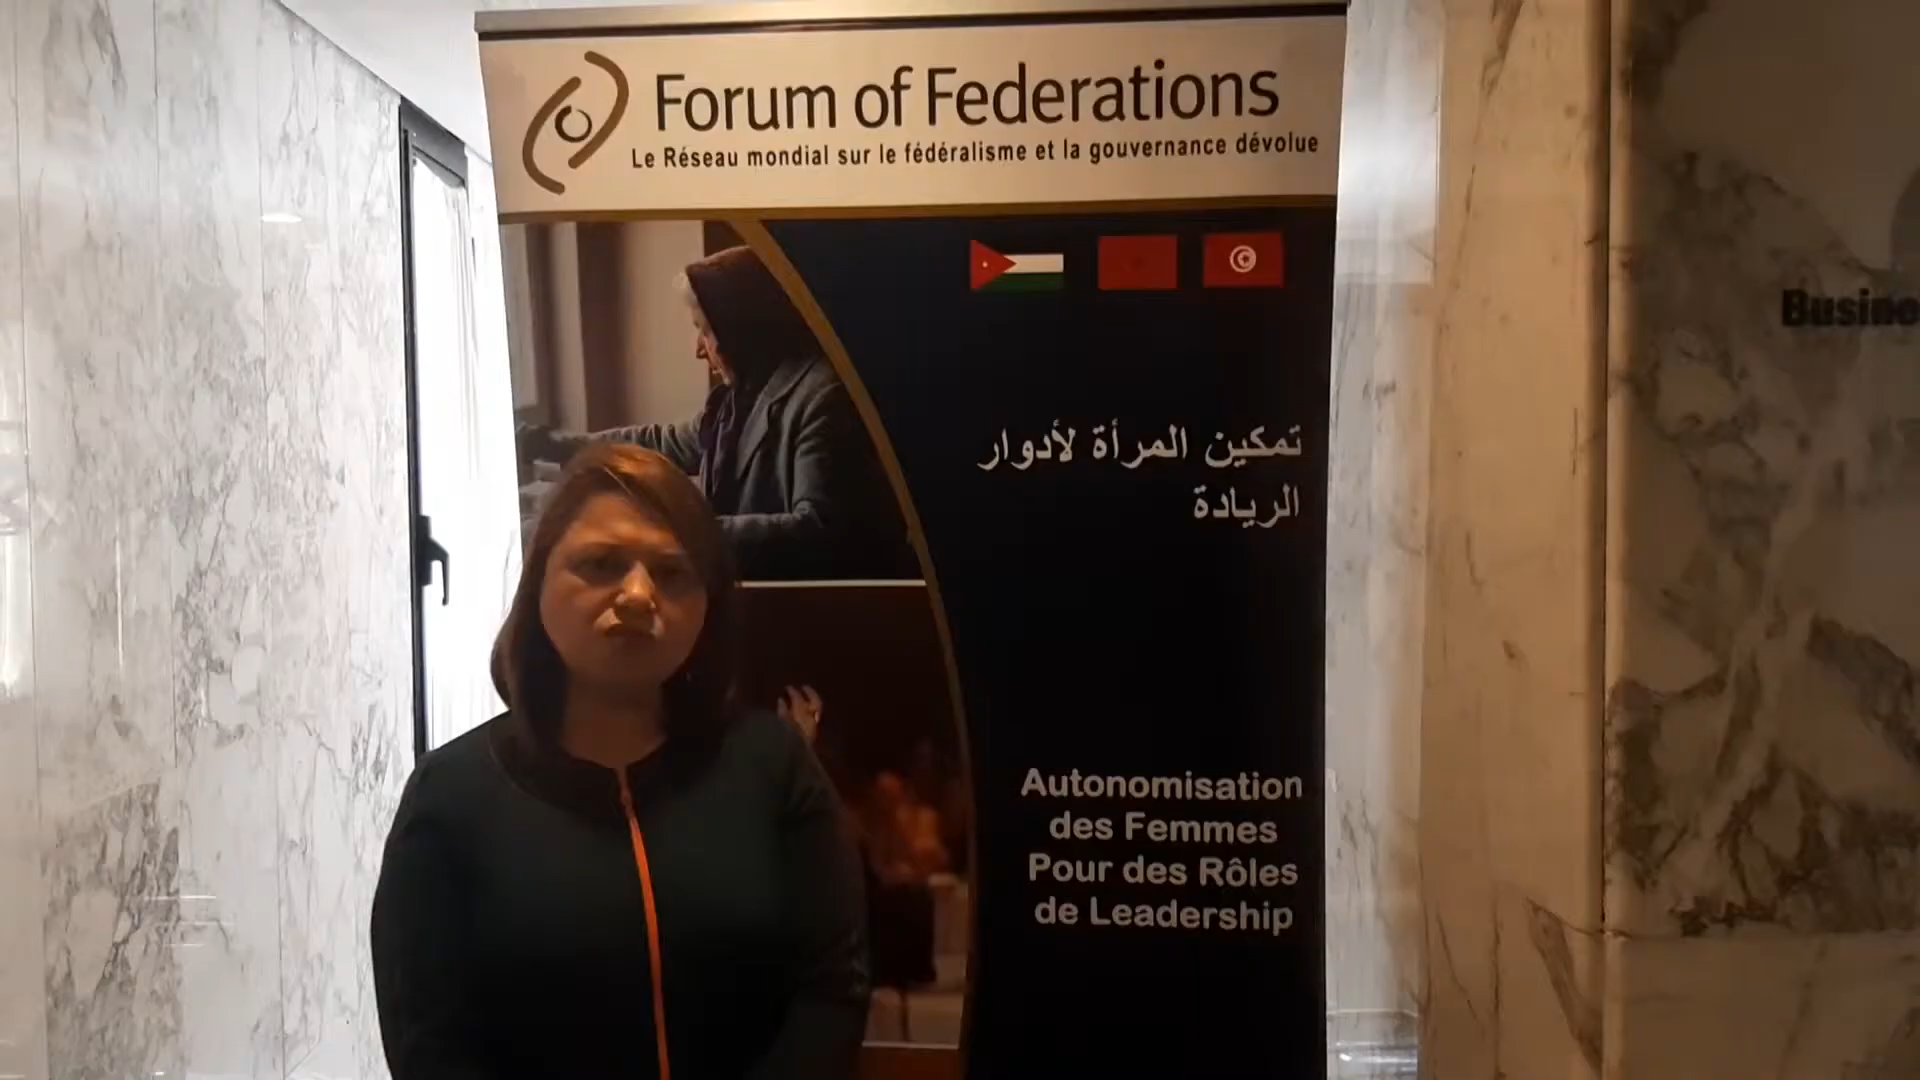 Forum of Federations
Le Réseau mondial sur le fédéralisme et la gouvernance dévolue
تمكين المرأة لأدوار
الريادة
Autonomisation
des Femmes
Pour des Rôles
de Leadership
Busine